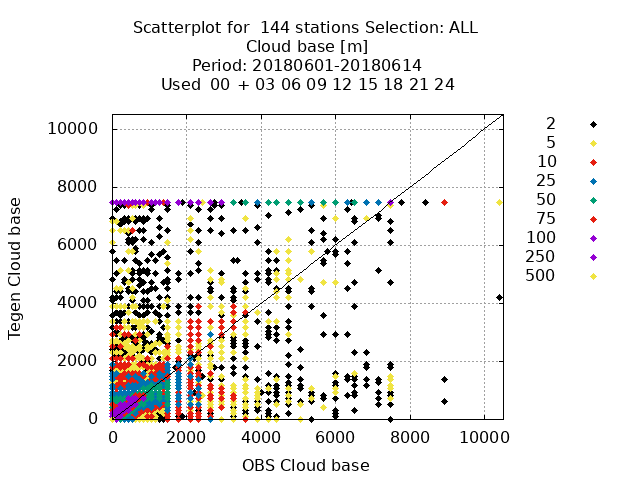 Scatterplot for  144 stations Selection: ALL
Cloud base [m]
Period: 20180601-20180614
Used  00  + 03 06 09 12 15 18 21 24
10000
8000
6000
4000
2000
0
Tegen Cloud base
0 2000 4000 6000 8000 10000
OBS Cloud base
2
5
10
25
50
75
100
250
500